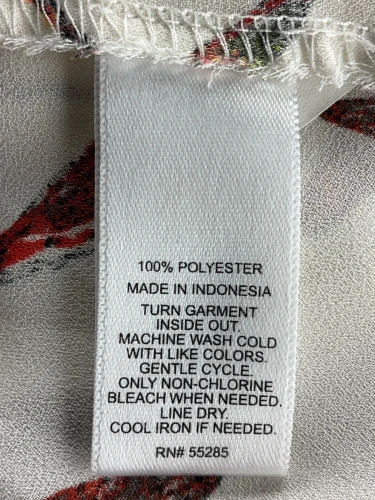 100% POLYESTER
MADE IN INDONESIA
TURN GARMENT
INSIDE OUT.
MACHINE WASH COLD
WITH LIKE COLORS.
GENTLE CYCLE.
ONLY NON-CHLORINE
BLEACH WHEN NEEDED.
LINE DRY.
COOL IRON IF NEEDED.
RN# 55285